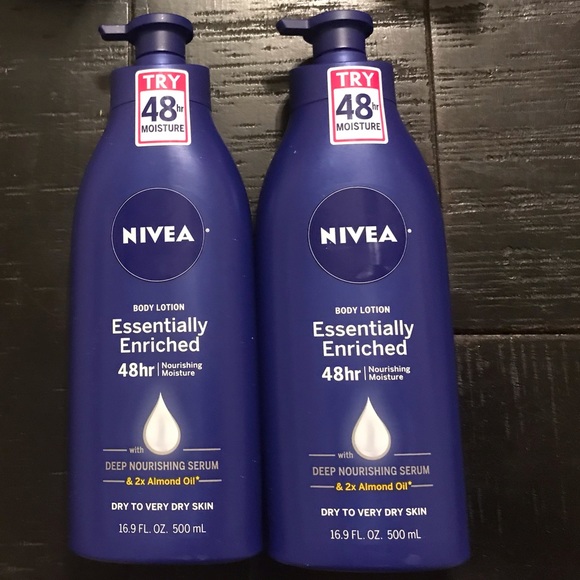 TRY
48hr
MOISTURE
NIVEA
BODY LOTION
Essentially
Enriched
48hr Nourishing
Moisture
with
DEEP NOURISHING SERUM
& 2x Almond Oil*
DRY TO VERY DRY SKIN
16.9 FL. OZ. 500 mL
TRY
48hr
MOISTURE
NIVEA
BODY LOTION
Essentially
Enriched
48hr Nourishing
Moisture
with
DEEP NOURISHING SERUM
& 2x Almond Oil*
DRY TO VERY DRY SKIN
16.9 FL. OZ. 500 mL